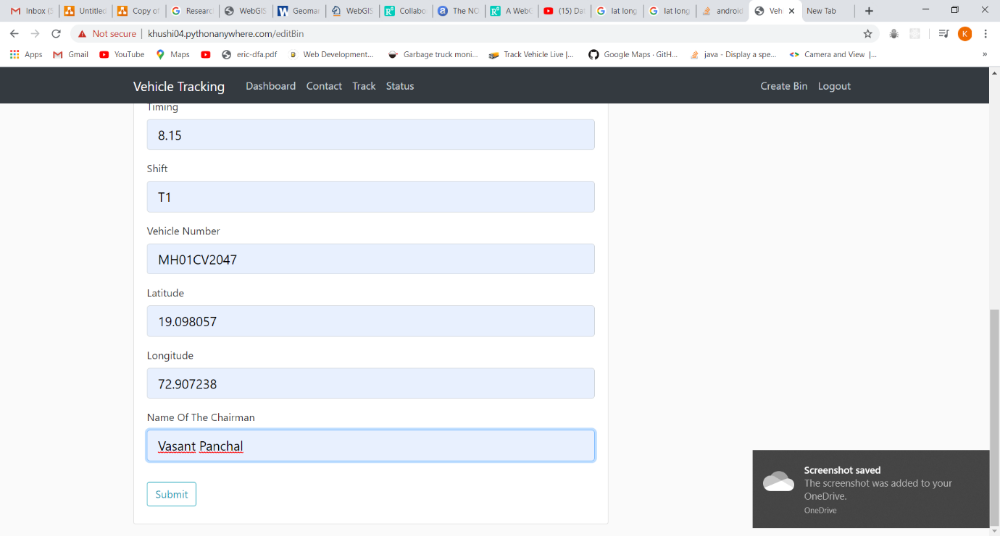 Inbox (5
Untitled
Copy of
Researc
WebGIS
Geomar
WebGIS
Collabo
The NO
A WebG
(15) Dat
lat long
lat long
android
Veh
New Tab
Not secure
khushi04.pythonanywhere.com/editBin
K
Apps
Gmail
YouTube
Maps
eric-dfa.pdf
Web Development...
Garbage truck moni...
Track Vehicle Live |...
Google Maps · GitH...
java - Display a spe...
Camera and View |...
»
Vehicle Tracking
Dashboard
Contact
Track
Status
Create Bin
Logout
Timing
8.15
Shift
T1
Vehicle Number
MH01CV2047
Latitude
19.098057
Longitude
72.907238
Name Of The Chairman
Vasant Panchal
Submit
Screenshot saved
The screenshot was added to your
OneDrive.
OneDrive